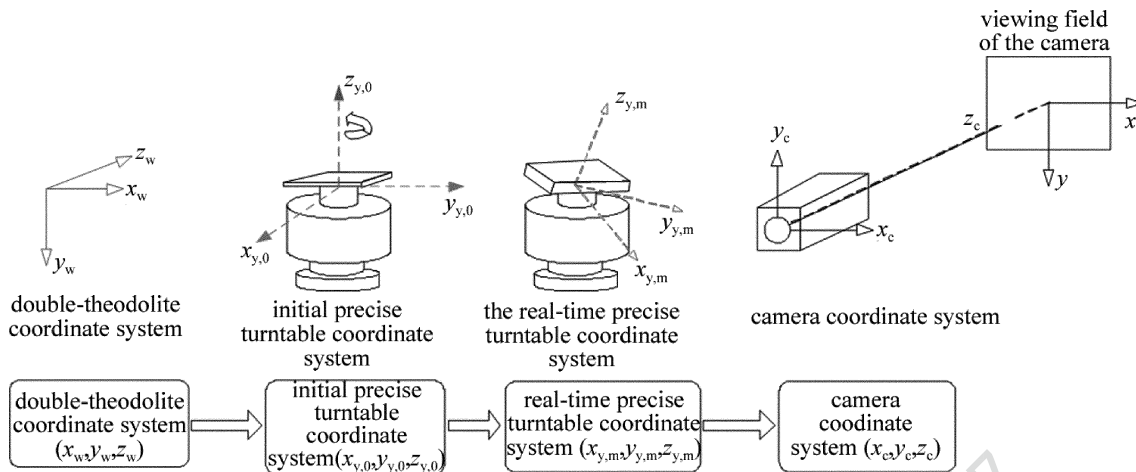 viewing field
of the camera
z_y,0
z_y,m
z_c
x
y_c
z_w
x_w
y_y,0
y
y_y,m
x_c
x_y,0
x_y,m
y_w
double-theodolite
coordinate system
initial precise
turntable coordinate
system
the real-time precise
turntable coordinate
system
camera coordinate system
double-theodolite
coordinate system
(x_w,y_w,z_w)
initial precise
turntable
coordinate
system(x_y,0,y_y,0,z_y,0)
real-time precise
turntable coordinate
system (x_y,m,y_y,m,z_y,m)
camera
coodinate
system (x_c,y_c,z_c)